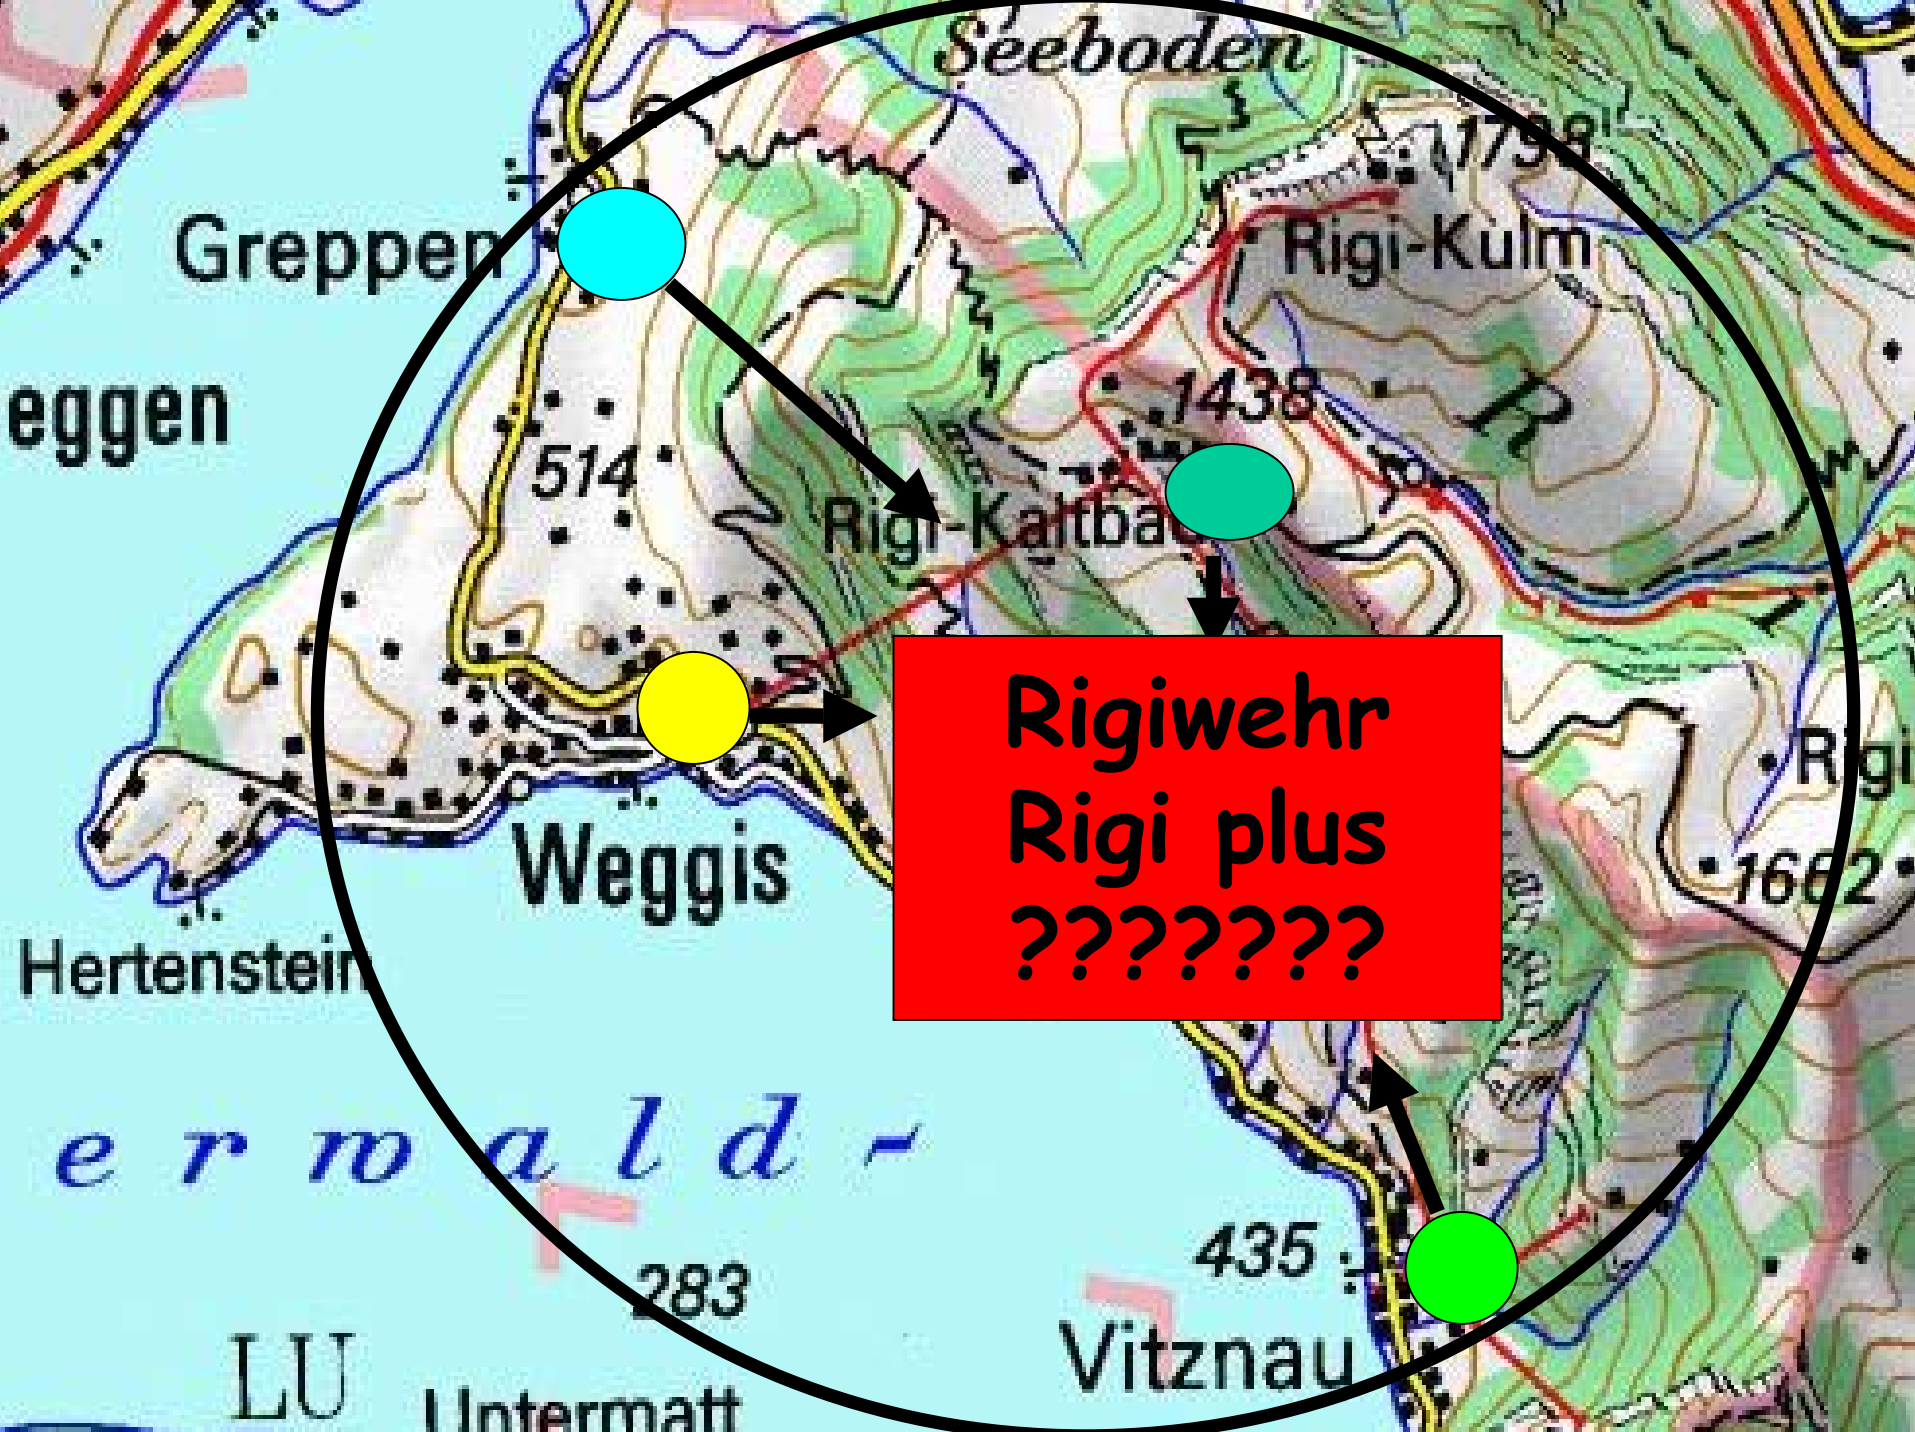 Seeboden
1798
Greppen
Rigi-Kulm
eggen
1438
R
514
Rigi-Kaltbad
Rigiwehr
Rigi plus
???????
Rigi
1662
Weggis
Hertenstein
erwald-
435
283
Vitznau
LU
Untermatt